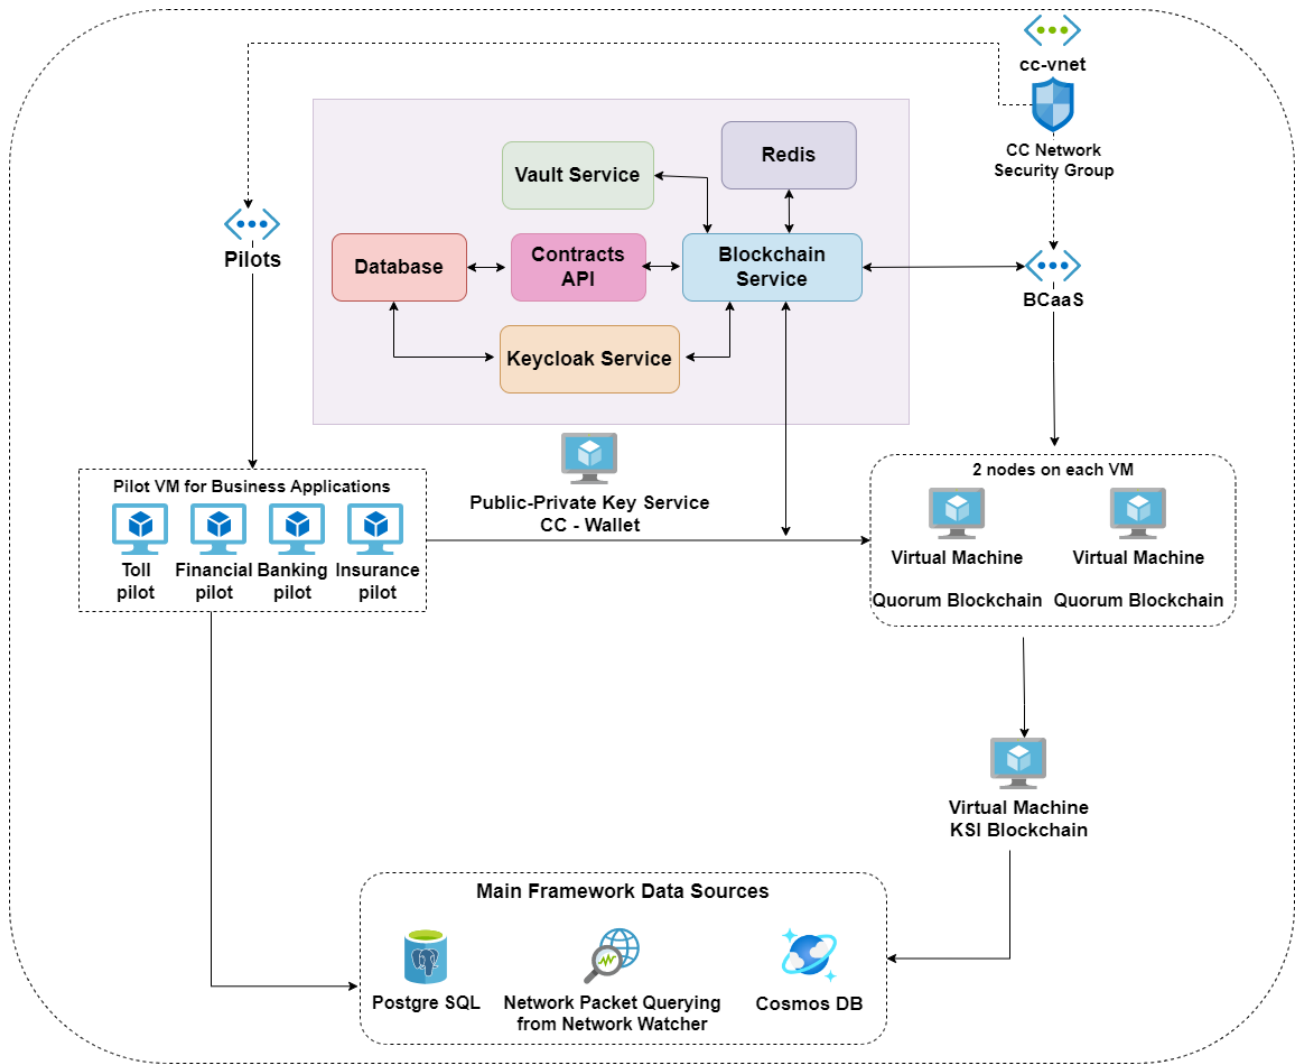 cc-vnet
CC Network
Security Group
Redis
Vault Service
Pilots
Database
Contracts
API
Blockchain
Service
BCaaS
Keycloak Service
Public-Private Key Service
CC - Wallet
Pilot VM for Business Applications
Toll
pilot
Financial
pilot
Banking
pilot
Insurance
pilot
2 nodes on each VM
Virtual Machine
Virtual Machine
Quorum Blockchain
Quorum Blockchain
Virtual Machine
KSI Blockchain
Main Framework Data Sources
Postgre SQL
Network Packet Querying
from Network Watcher
Cosmos DB